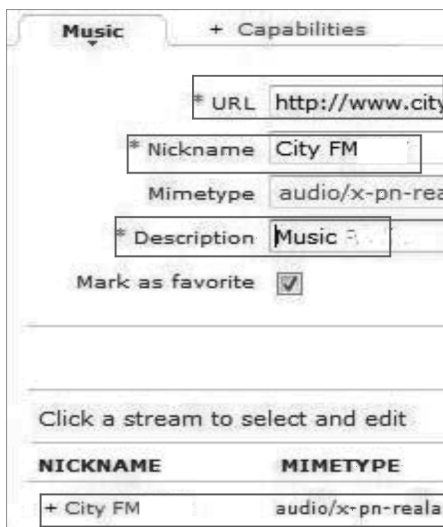 Music + Capabilities
* URL http://www.city
* Nickname City FM
Mimetype audio/x-pn-rea
* Description Music
Mark as favorite
Click a stream to select and edit
NICKNAME MIMETYPE
+ City FM audio/x-pn-reala